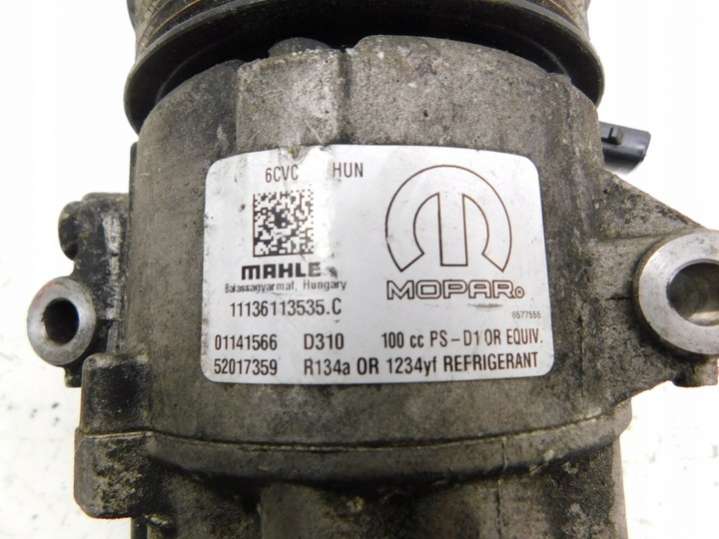 6CVC HUN
MAHLE
Balassagyarmat, Hungary
MOPAR®
11136113535.C
6577555
01141566 D310 100 cc PS-D1 OR EQUIV.
52017359 R134a OR 1234yf REFRIGERANT